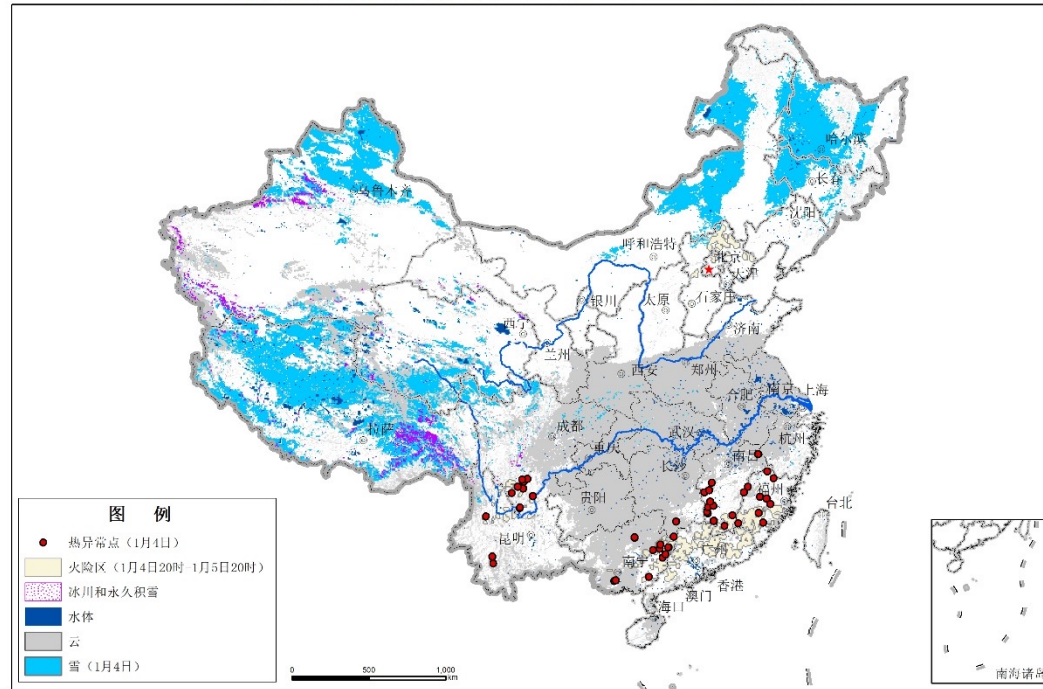 哈尔滨
长春
乌鲁木齐
沈阳
呼和浩特
北京
天津
银川
太原
石家庄
西宁
济南
兰州
西安
郑州
南京
上海
合肥
拉萨
成都
武汉
杭州
重庆
南昌
长沙
贵阳
福州
台北
昆明
广州
南宁
香港
澳门
海口
图 例
热异常点（1月4日）
火险区（1月4日20时-1月5日20时）
冰川和永久积雪
水体
云
雪（1月4日）
0 500 1,000
km
南海诸岛